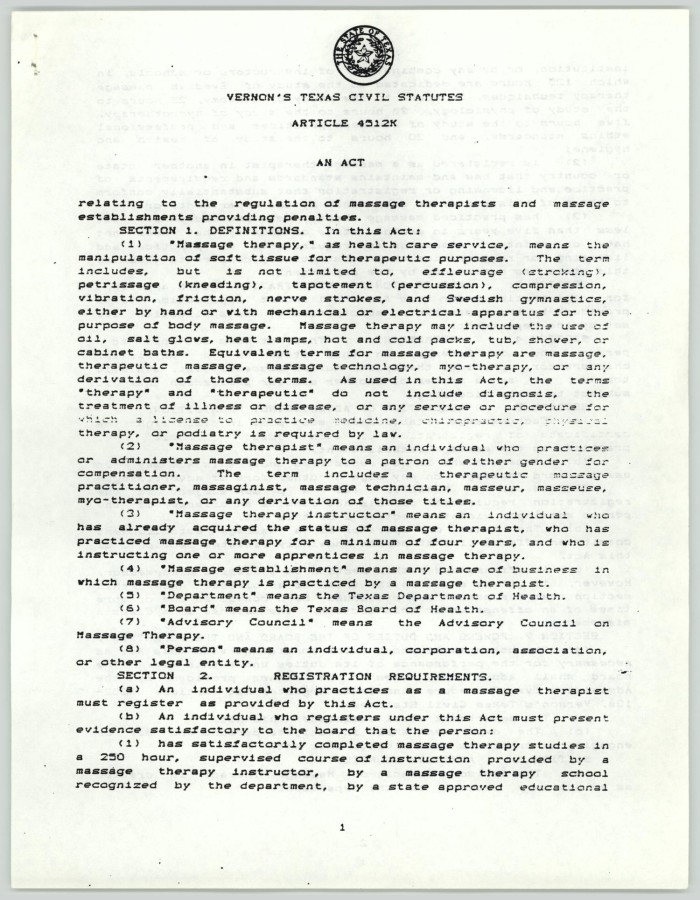 THE STATE OF TEXAS
VERNON'S TEXAS CIVIL STATUTES
ARTICLE 4512K
AN ACT
relating to the regulation of massage therapists and massage
establishments providing penalties.
SECTION 1. DEFINITIONS. In this Act:
(1) "Massage therapy," as health care service, means the
manipulation of soft tissue for therapeutic purposes. The term
includes, but is not limited to, effleurage (stroking),
petrissage (kneading), tapotement (percussion), compression,
vibration, friction, nerve strokes, and Swedish gymnastics,
either by hand or with mechanical or electrical apparatus for the
purpose of body massage. Massage therapy may include the use of
oil, salt glows, heat lamps, hot and cold packs, tub, shower, or
cabinet baths. Equivalent terms for massage therapy are massage,
therapeutic massage, massage technology, myo-therapy, or any
derivation of those terms. As used in this Act, the terms
"therapy" and "therapeutic" do not include diagnosis, the
treatment of illness or disease, or any service or procedure for
which a license to practice medicine, chiropractic, physical
therapy, or podiatry is required by law.
(2) "Massage therapist" means an individual who practices
or administers massage therapy to a patron of either gender for
compensation. The term includes a therapeutic massage
practitioner, massaginist, massage technician, masseur, masseuse,
myo-therapist, or any derivation of those titles.
(3) "Massage therapy instructor" means an individual who
has already acquired the status of massage therapist, who has
practiced massage therapy for a minimum of four years, and who is
instructing one or more apprentices in massage therapy.
(4) "Massage establishment" means any place of business in
which massage therapy is practiced by a massage therapist.
(5) "Department" means the Texas Department of Health.
(6) "Board" means the Texas Board of Health.
(7) "Advisory Council" means the Advisory Council on
Massage Therapy.
(8) "Person" means an individual, corporation, association,
or other legal entity.
SECTION 2. REGISTRATION REQUIREMENTS.
(a) An individual who practices as a massage therapist
must register as provided by this Act.
(b) An individual who registers under this Act must present
evidence satisfactory to the board that the person:
(1) has satisfactorily completed massage therapy studies in
a 250 hour, supervised course of instruction provided by a
massage therapy instructor, by a massage therapy school
recognized by the department, by a state approved educational
1